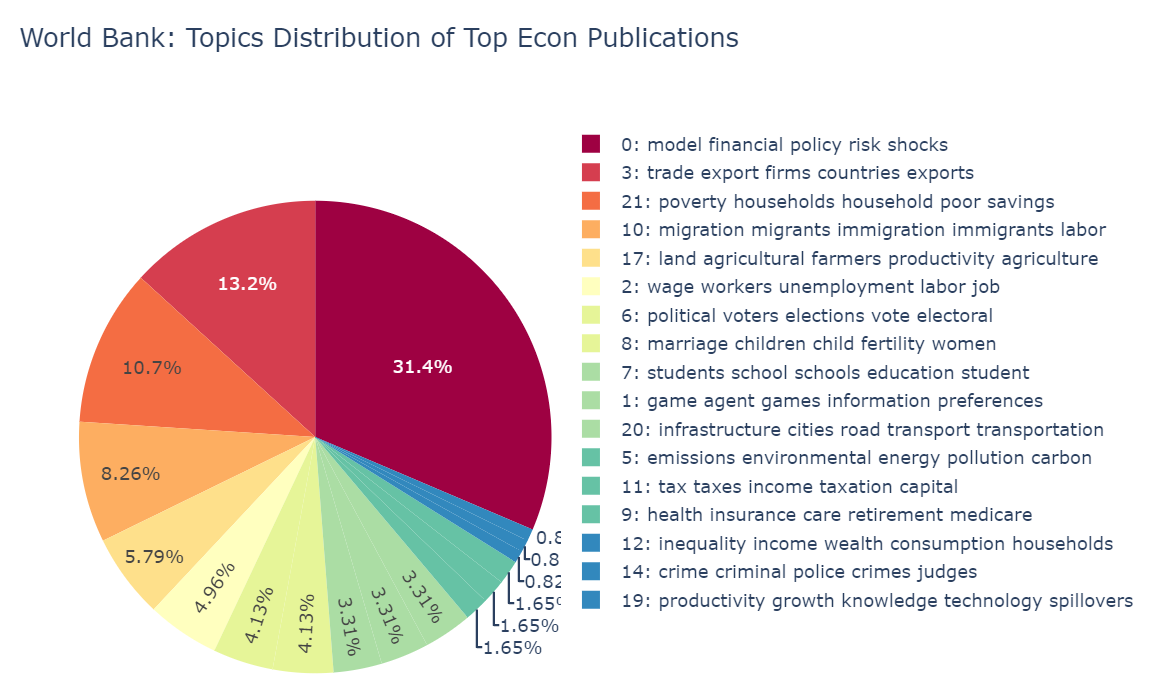 World Bank: Topics Distribution of Top Econ Publications
0: model financial policy risk shocks
3: trade export firms countries exports
21: poverty households household poor savings
10: migration migrants immigration immigrants labor
17: land agricultural farmers productivity agriculture
2: wage workers unemployment labor job
6: political voters elections vote electoral
8: marriage children child fertility women
7: students school schools education student
1: game agent games information preferences
20: infrastructure cities road transport transportation
5: emissions environmental energy pollution carbon
11: tax taxes income taxation capital
9: health insurance care retirement medicare
12: inequality income wealth consumption households
14: crime criminal police crimes judges
19: productivity growth knowledge technology spillovers
31.4%
13.2%
10.7%
8.26%
5.79%
4.96%
4.13%
4.13%
3.31%
3.31%
3.31%
1.65%
1.65%
1.65%
0.82
0.8
0.8